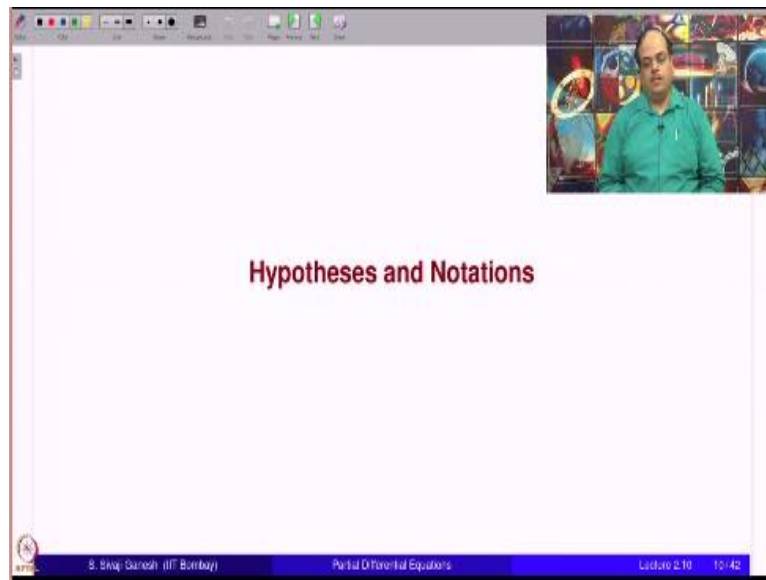 Hypotheses and Notations
S. Sivaji Ganesh (IIT Bombay) Partial Differential Equations Lecture 2.10 10/42